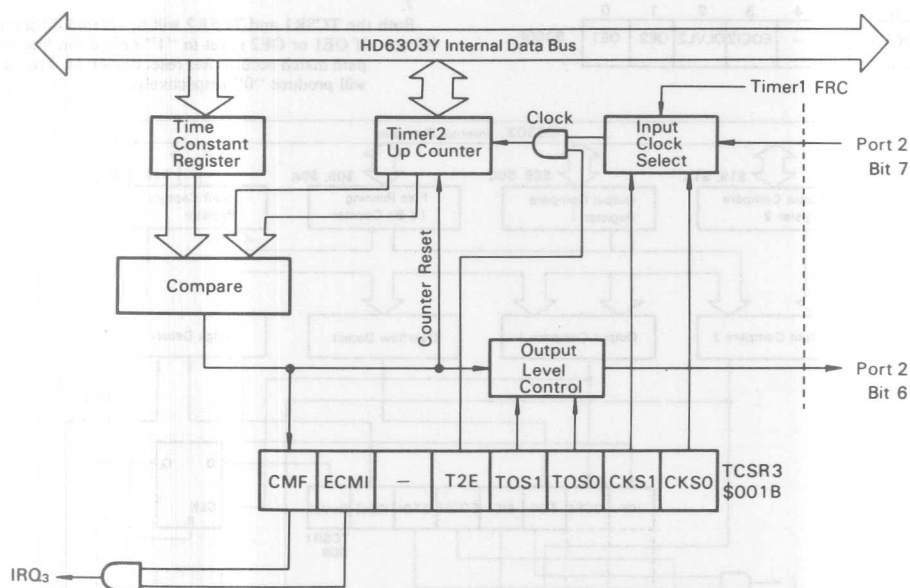 HD6303Y Internal Data Bus
Timer1 FRC
Clock
Time
Constant
Register
Timer2
Up Counter
Input
Clock
Select
Port 2
Bit 7
Compare
Counter Reset
Output
Level
Control
Port 2
Bit 6
CMF ECMI – T2E TOS1 TOS0 CKS1 CKS0
TCSR3
$001B
IRQ3